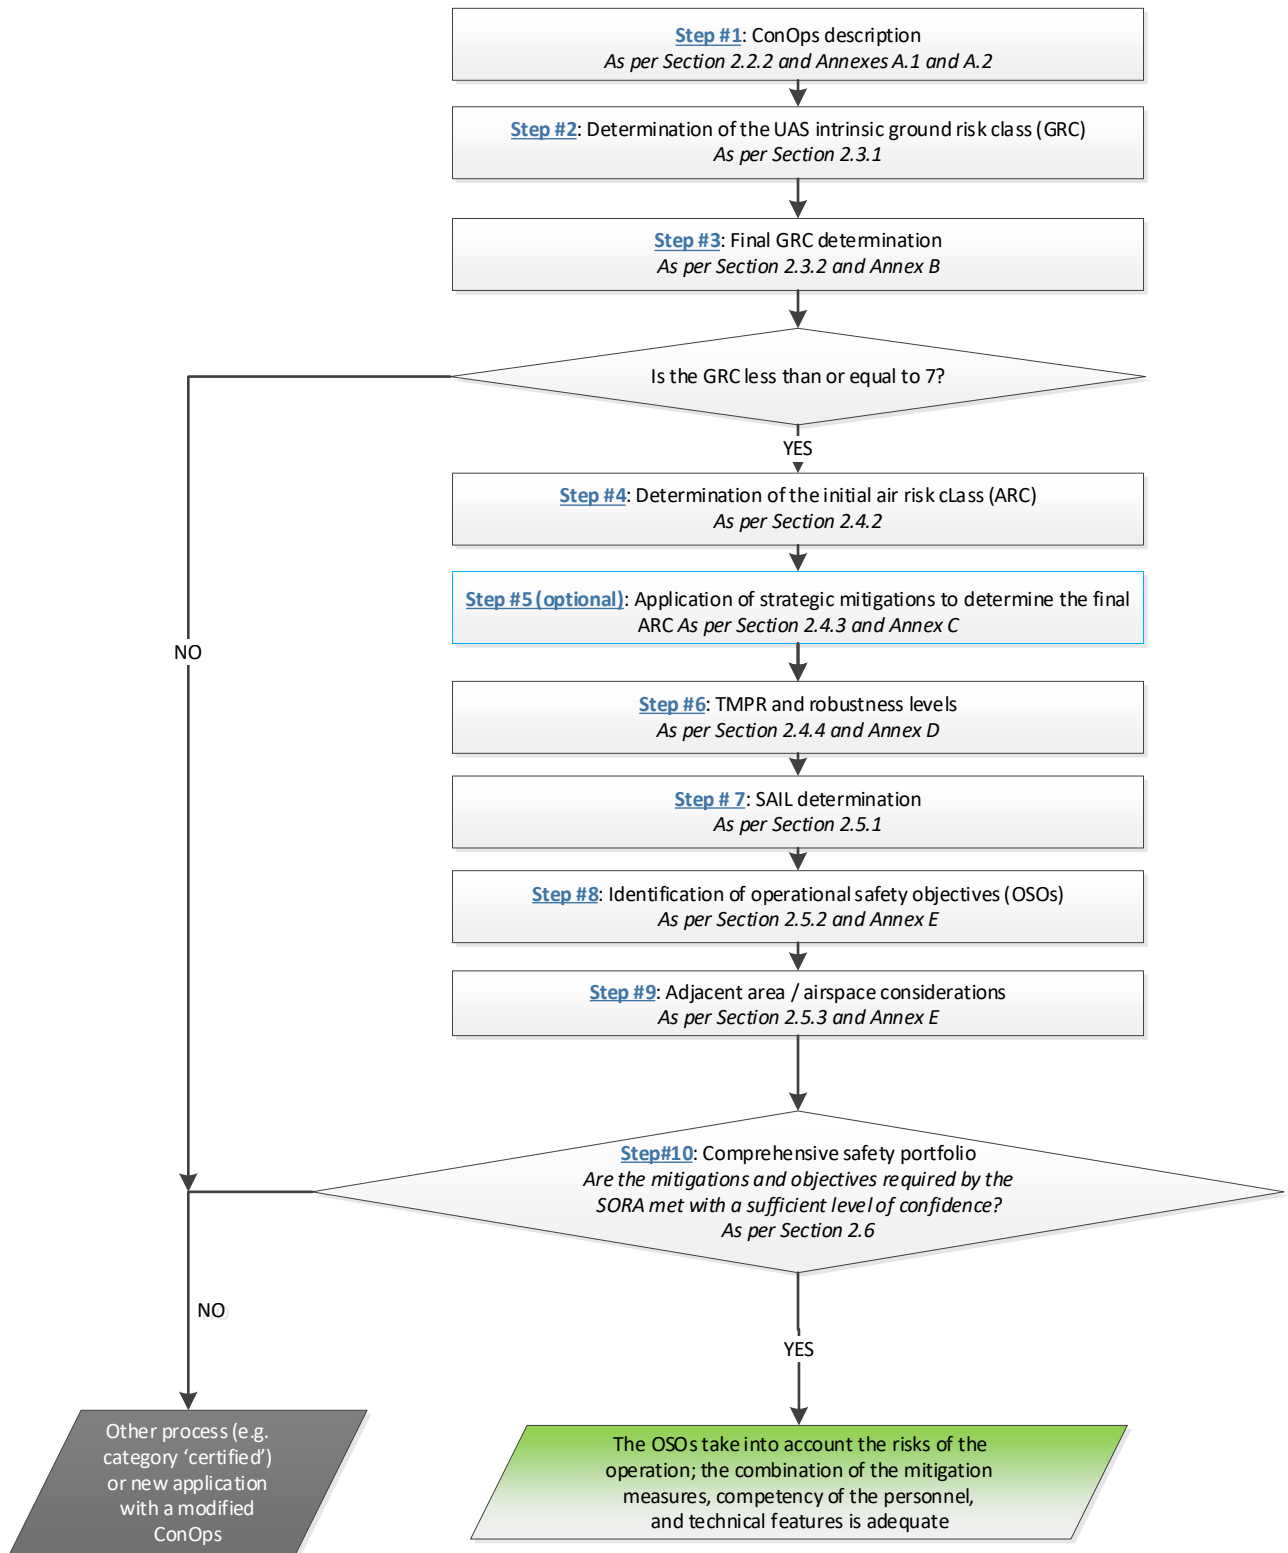 Step #1: ConOps description
As per Section 2.2.2 and Annexes A.1 and A.2
Step #2: Determination of the UAS intrinsic ground risk class (GRC)
As per Section 2.3.1
Step #3: Final GRC determination
As per Section 2.3.2 and Annex B
Is the GRC less than or equal to 7?
YES
Step #4: Determination of the initial air risk cLass (ARC)
As per Section 2.4.2
Step #5 (optional): Application of strategic mitigations to determine the final
ARC As per Section 2.4.3 and Annex C
NO
Step #6: TMPR and robustness levels
As per Section 2.4.4 and Annex D
Step # 7: SAIL determination
As per Section 2.5.1
Step #8: Identification of operational safety objectives (OSOs)
As per Section 2.5.2 and Annex E
Step #9: Adjacent area / airspace considerations
As per Section 2.5.3 and Annex E
Step#10: Comprehensive safety portfolio
Are the mitigations and objectives required by the
SORA met with a sufficient level of confidence?
As per Section 2.6
NO
YES
Other process (e.g.
category ‘certified’)
or new application
with a modified
ConOps
The OSOs take into account the risks of the
operation; the combination of the mitigation
measures, competency of the personnel,
and technical features is adequate